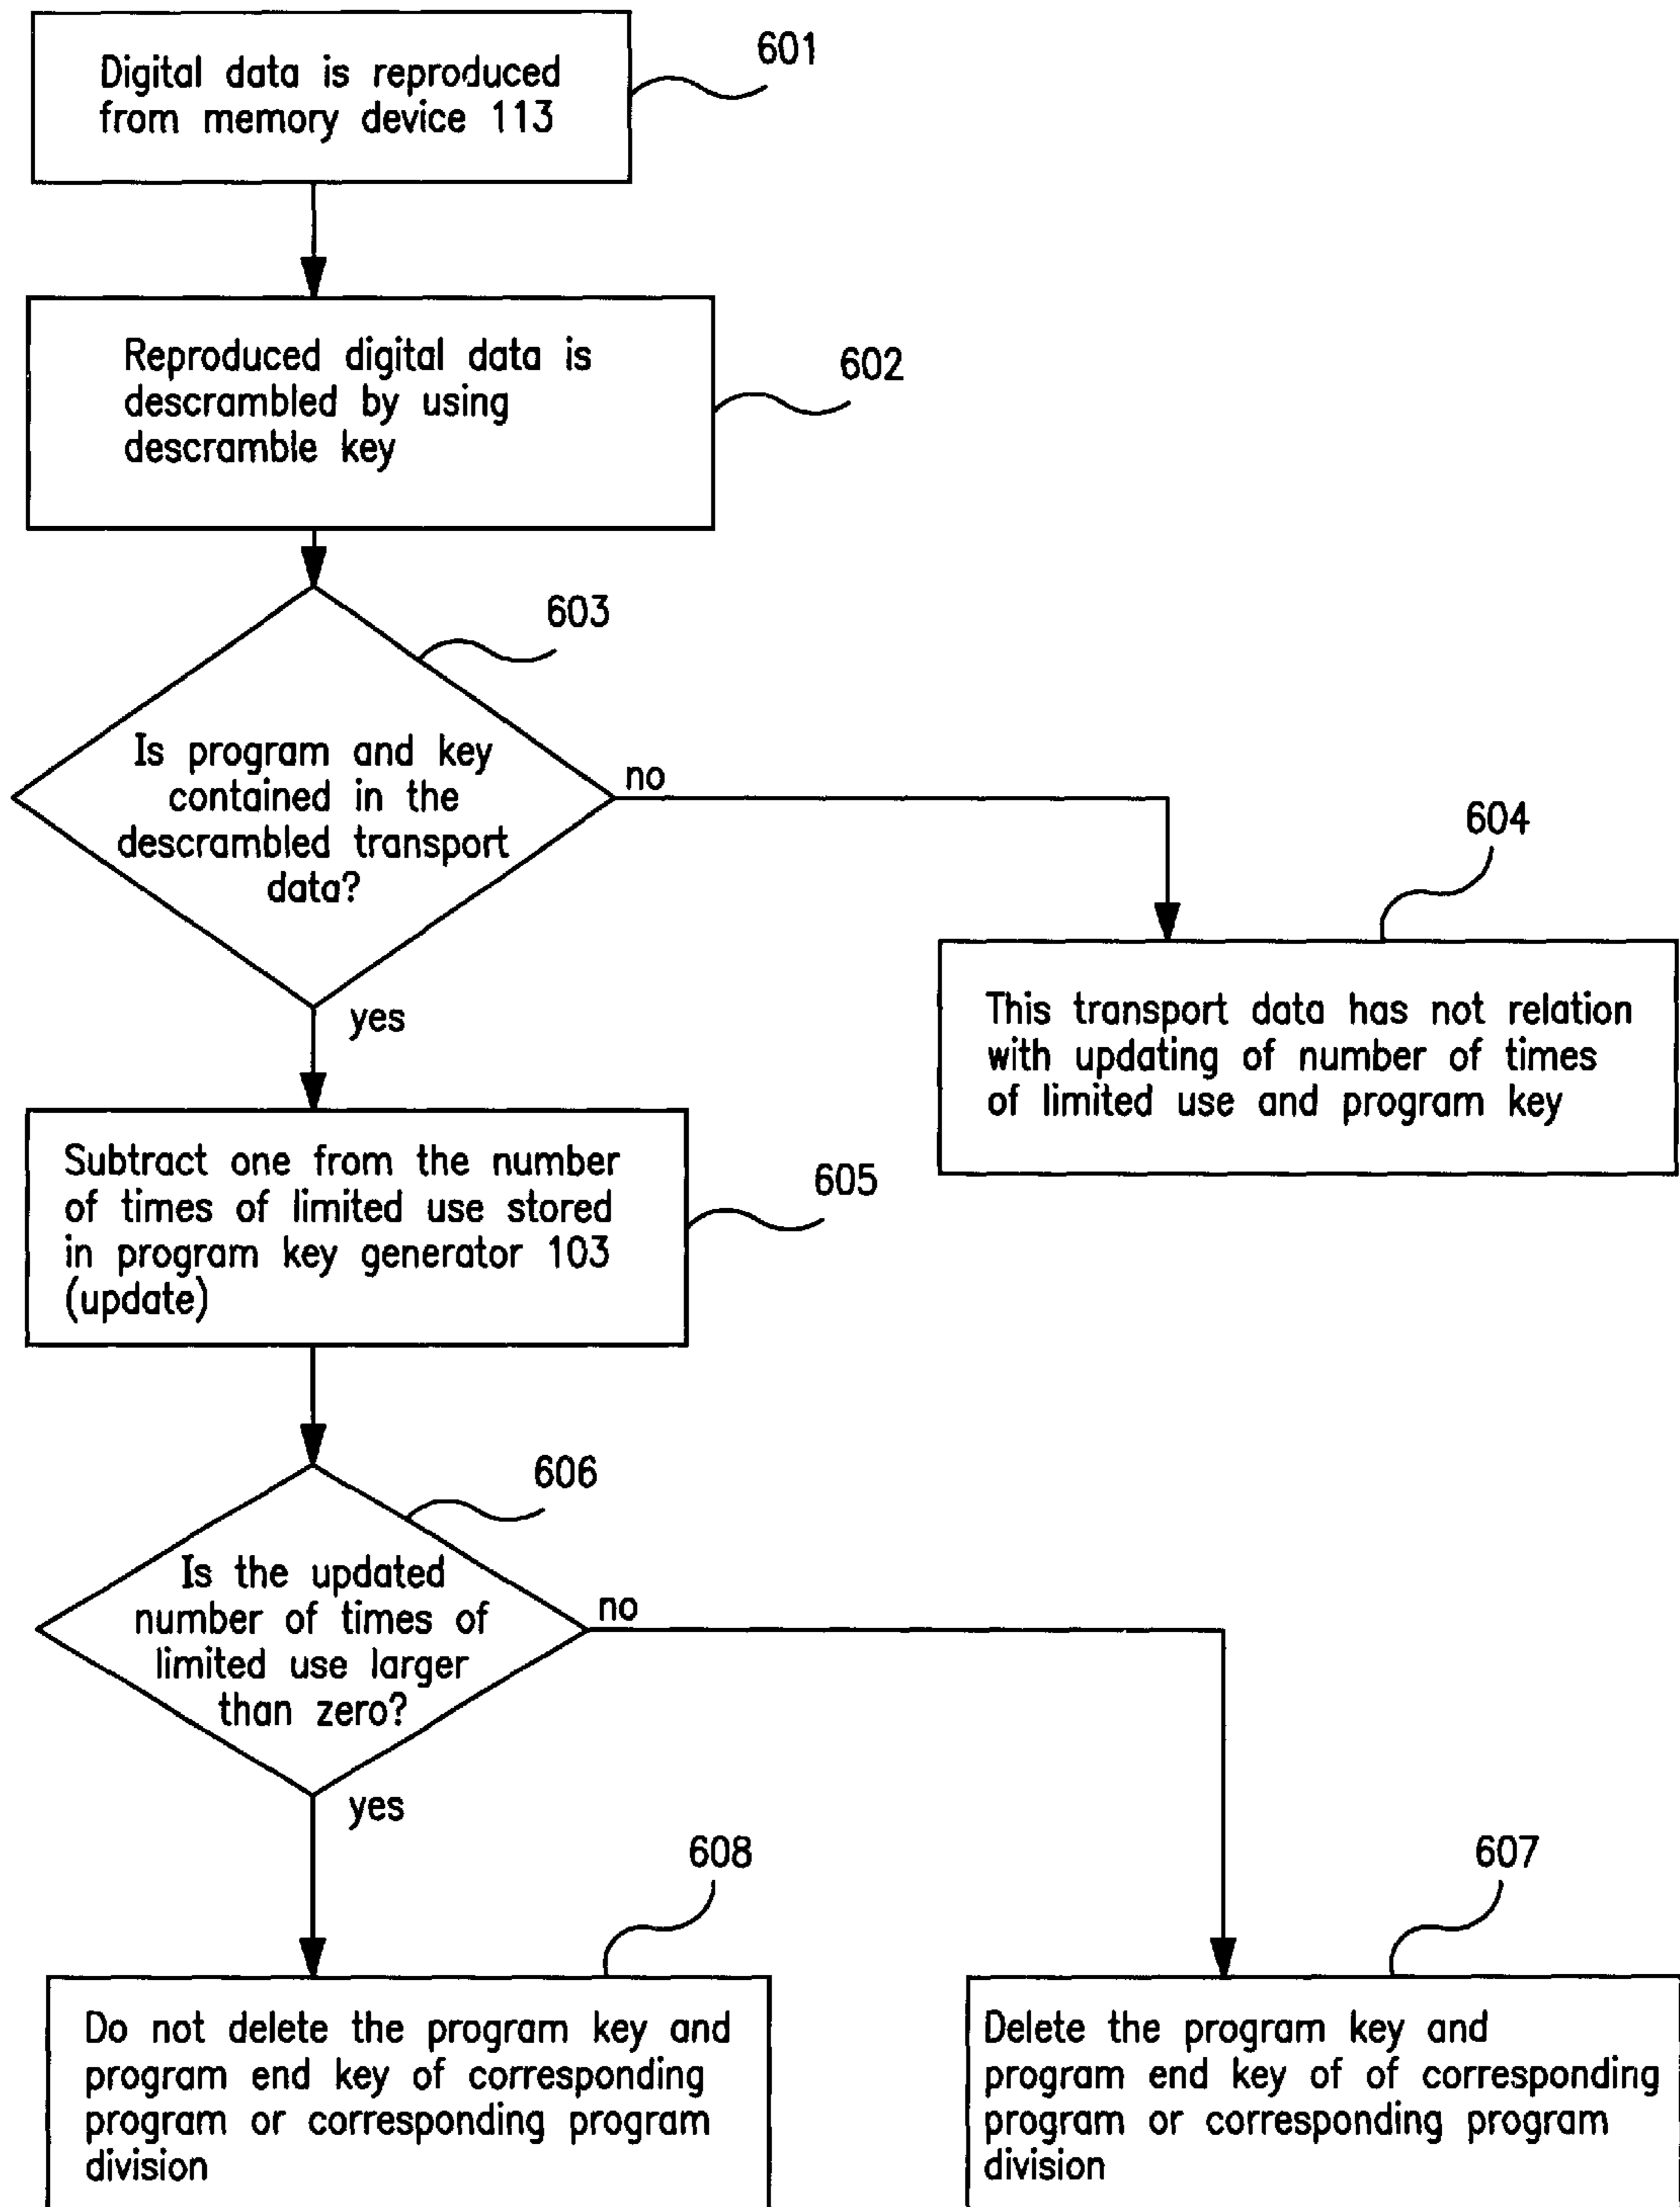 Digital data is reproduced
from memory device 113
601
Reproduced digital data is
descrambled by using
descramble key
602
603
Is program and key
contained in the
descrambled transport
data?
no
yes
604
This transport data has not relation
with updating of number of times
of limited use and program key
Subtract one from the number
of times of limited use stored
in program key generator 103
(update)
605
606
Is the updated
number of times of
limited use larger
than zero?
no
yes
608
Do not delete the program key and
program end key of corresponding
program or corresponding program
division
607
Delete the program key and
program end key of of corresponding
program or corresponding program
division